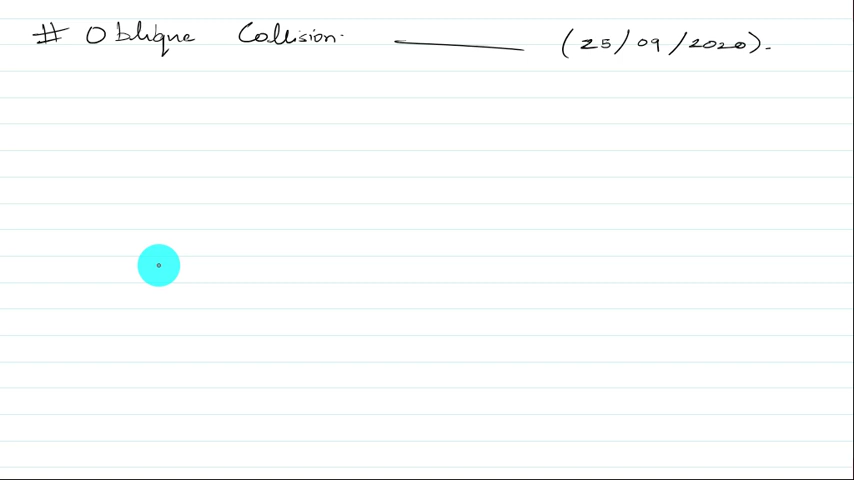 # Oblique Collision. —— (25/09/2020).